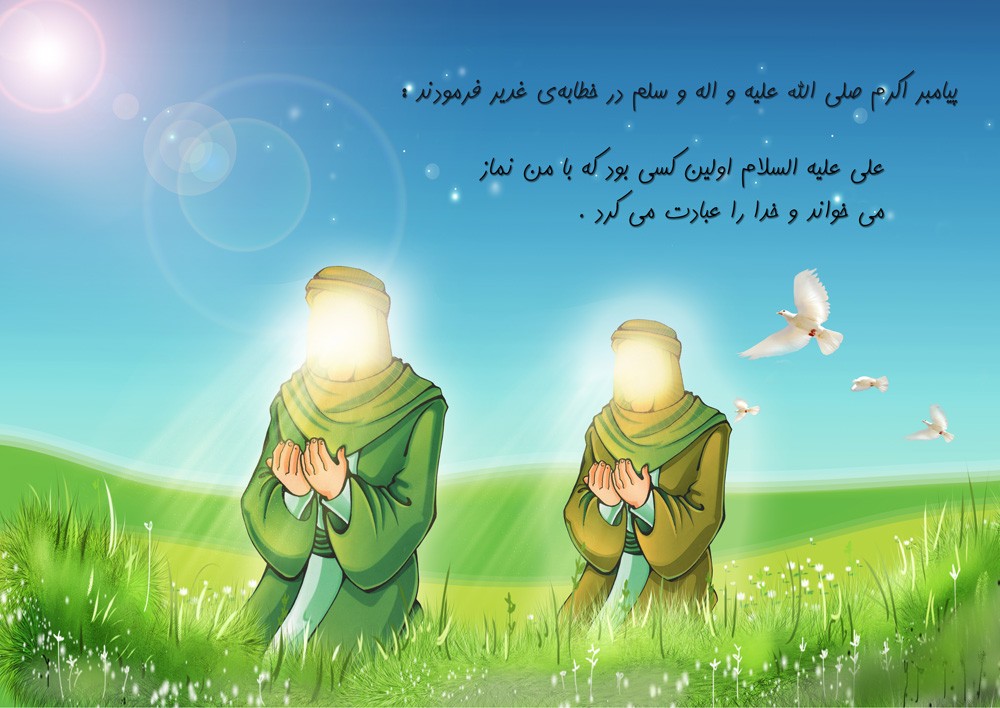 پیامبر اکرم صلی الله علیه و اله و سلم در خطابه‌ی غدیر فرمودند :
علی علیه السلام اولین کسی بود که با من نماز
می خواند و خدا را عبادت می کرد .